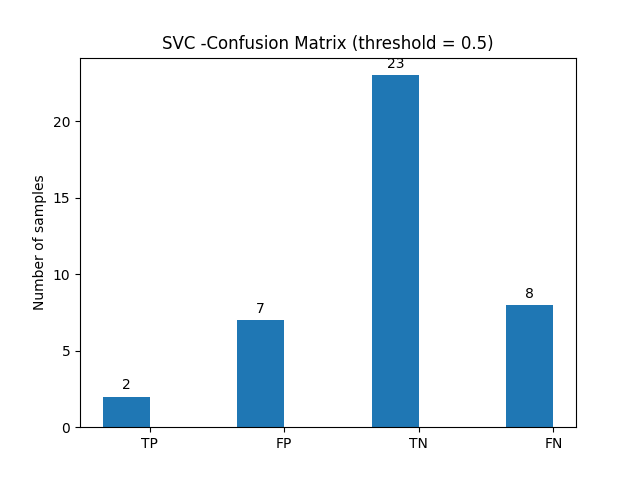 SVC -Confusion Matrix (threshold = 0.5)
23
20
Number of samples
15
10
8
7
5
2
0
TP
FP
TN
FN